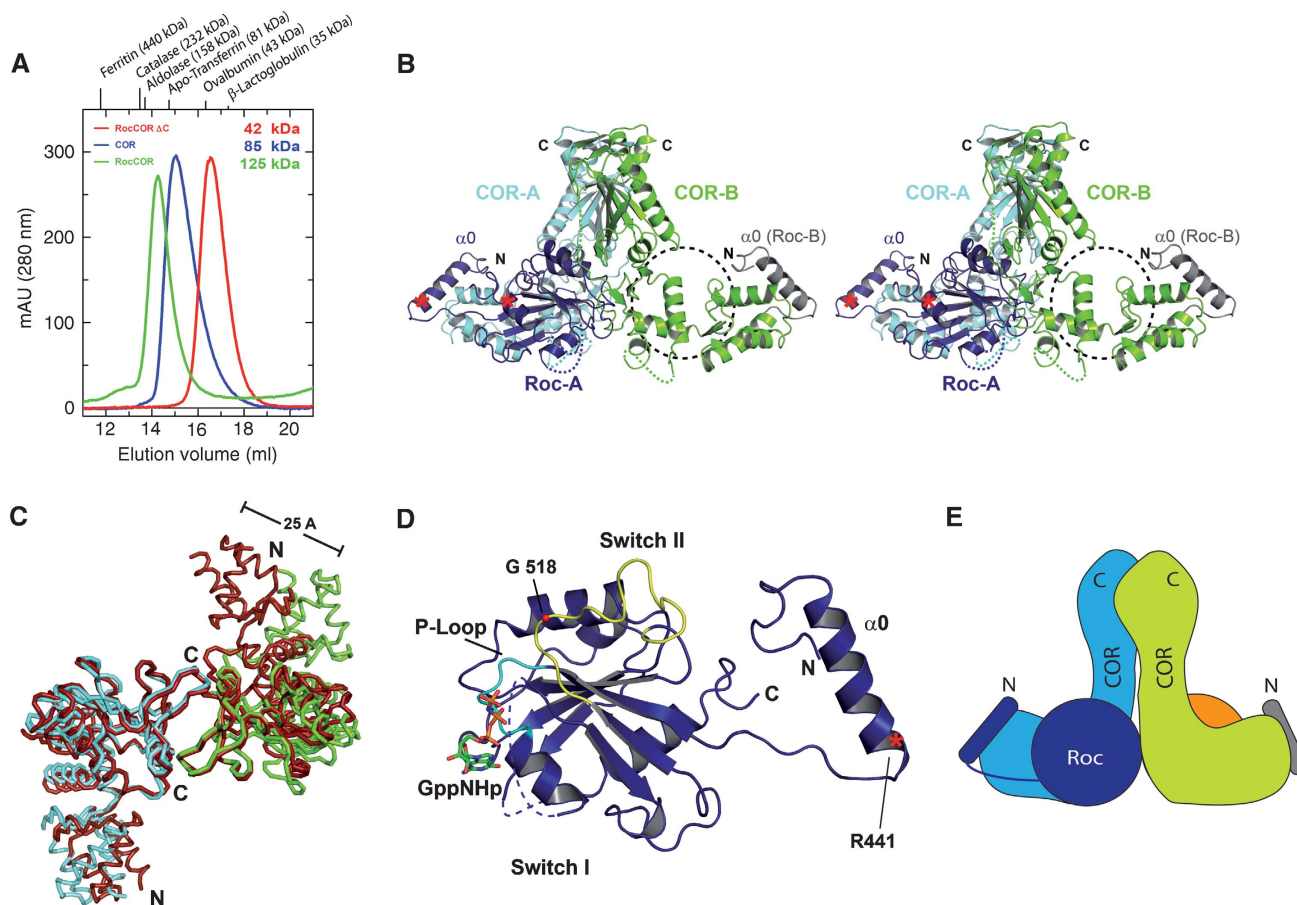 A
Ferritin (440 kDa)
Catalase (232 kDa)
Aldolase (158 kDa)
Apo-Transferrin (81 kDa)
Ovalbumin (43 kDa)
β-Lactoglobulin (35 kDa)
RocCOR ΔC 42 kDa
COR 85 kDa
RocCOR 125 kDa
300
200
100
0
mAU (280 nm)
12 14 16 18 20
Elution volume (ml)
B
C C
COR-A COR-B
α0 N N α0 (Roc-B)
* *
Roc-A
C C
COR-A COR-B
α0 N N α0 (Roc-B)
* *
Roc-A
C
25 A
N
C
C
N
D
Switch II
G 518
P-Loop
α0
N
C
*
GppNHp
R441
Switch I
E
C C
COR COR
N N
Roc